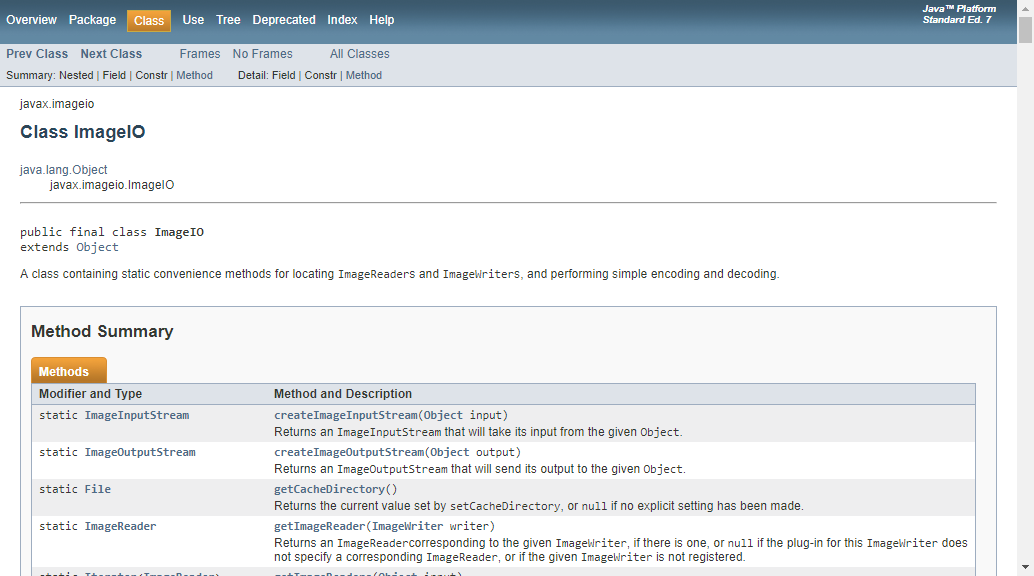 Overview Package Class Use Tree Deprecated Index Help
Java™ Platform
Standard Ed. 7
Prev Class Next Class Frames No Frames All Classes
Summary: Nested | Field | Constr | Method Detail: Field | Constr | Method
javax.imageio
Class ImageIO
java.lang.Object
javax.imageio.ImageIO
public final class ImageIO
extends Object
A class containing static convenience methods for locating ImageReaders and ImageWriters, and performing simple encoding and decoding.
Method Summary
Methods
Modifier and Type Method and Description
static ImageInputStream createImageInputStream(Object input)
Returns an ImageInputStream that will take its input from the given Object.
static ImageOutputStream createImageOutputStream(Object output)
Returns an ImageOutputStream that will send its output to the given Object.
static File getCacheDirectory()
Returns the current value set by setCacheDirectory, or null if no explicit setting has been made.
static ImageReader getImageReader(ImageWriter writer)
Returns an ImageReadercorresponding to the given ImageWriter, if there is one, or null if the plug-in for this ImageWriter does
not specify a corresponding ImageReader, or if the given ImageWriter is not registered.
static Iterator<ImageReader> getImageReaders(Object input)